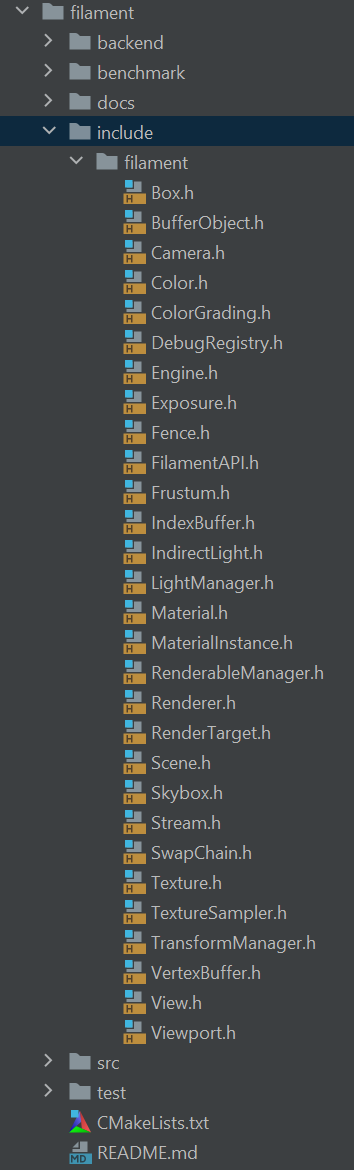 filament
backend
benchmark
docs
include
filament
Box.h
BufferObject.h
Camera.h
Color.h
ColorGrading.h
DebugRegistry.h
Engine.h
Exposure.h
Fence.h
FilamentAPI.h
Frustum.h
IndexBuffer.h
IndirectLight.h
LightManager.h
Material.h
MaterialInstance.h
RenderableManager.h
Renderer.h
RenderTarget.h
Scene.h
Skybox.h
Stream.h
SwapChain.h
Texture.h
TextureSampler.h
TransformManager.h
VertexBuffer.h
View.h
Viewport.h
src
test
CMakeLists.txt
README.md